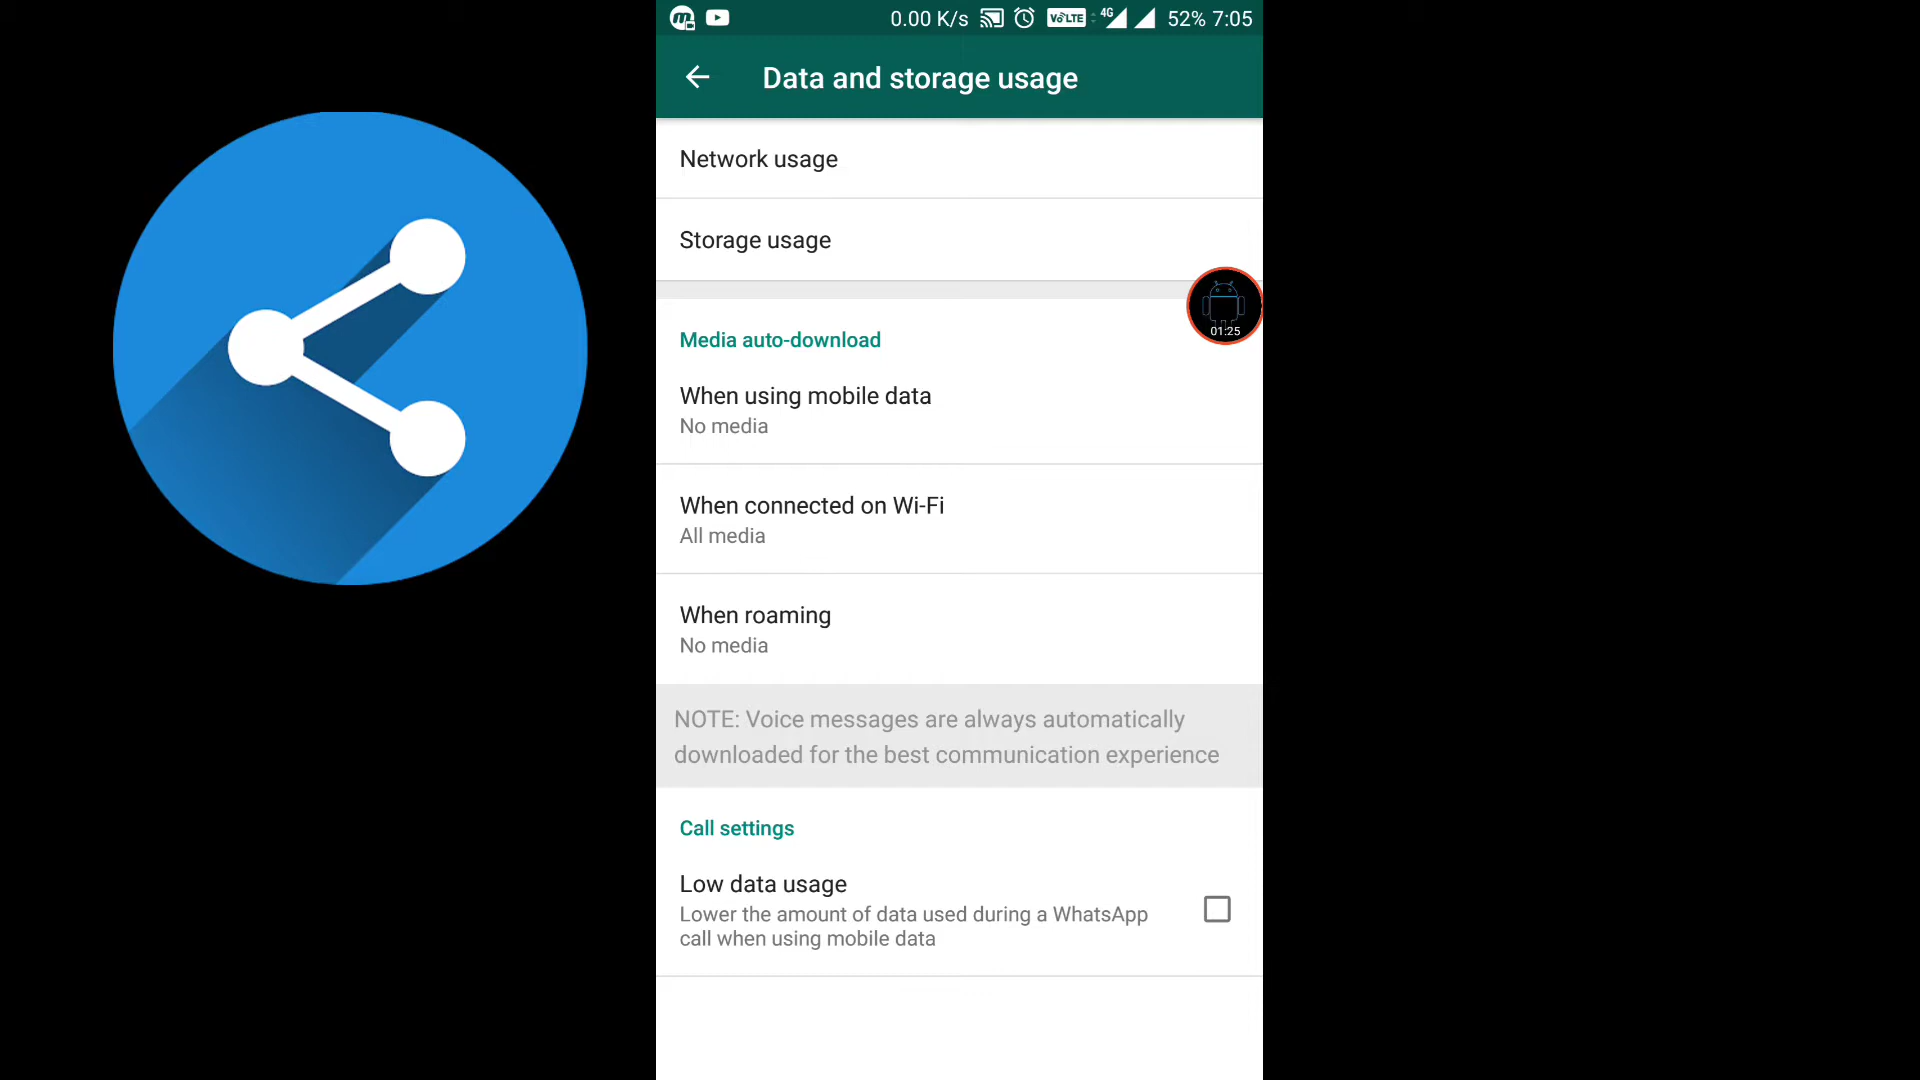 0.00 K/s VoLTE 4G 52% 7:05
Data and storage usage
Network usage
Storage usage
01:25
Media auto-download
When using mobile data
No media
When connected on Wi-Fi
All media
When roaming
No media
NOTE: Voice messages are always automatically
downloaded for the best communication experience
Call settings
Low data usage
Lower the amount of data used during a WhatsApp
call when using mobile data